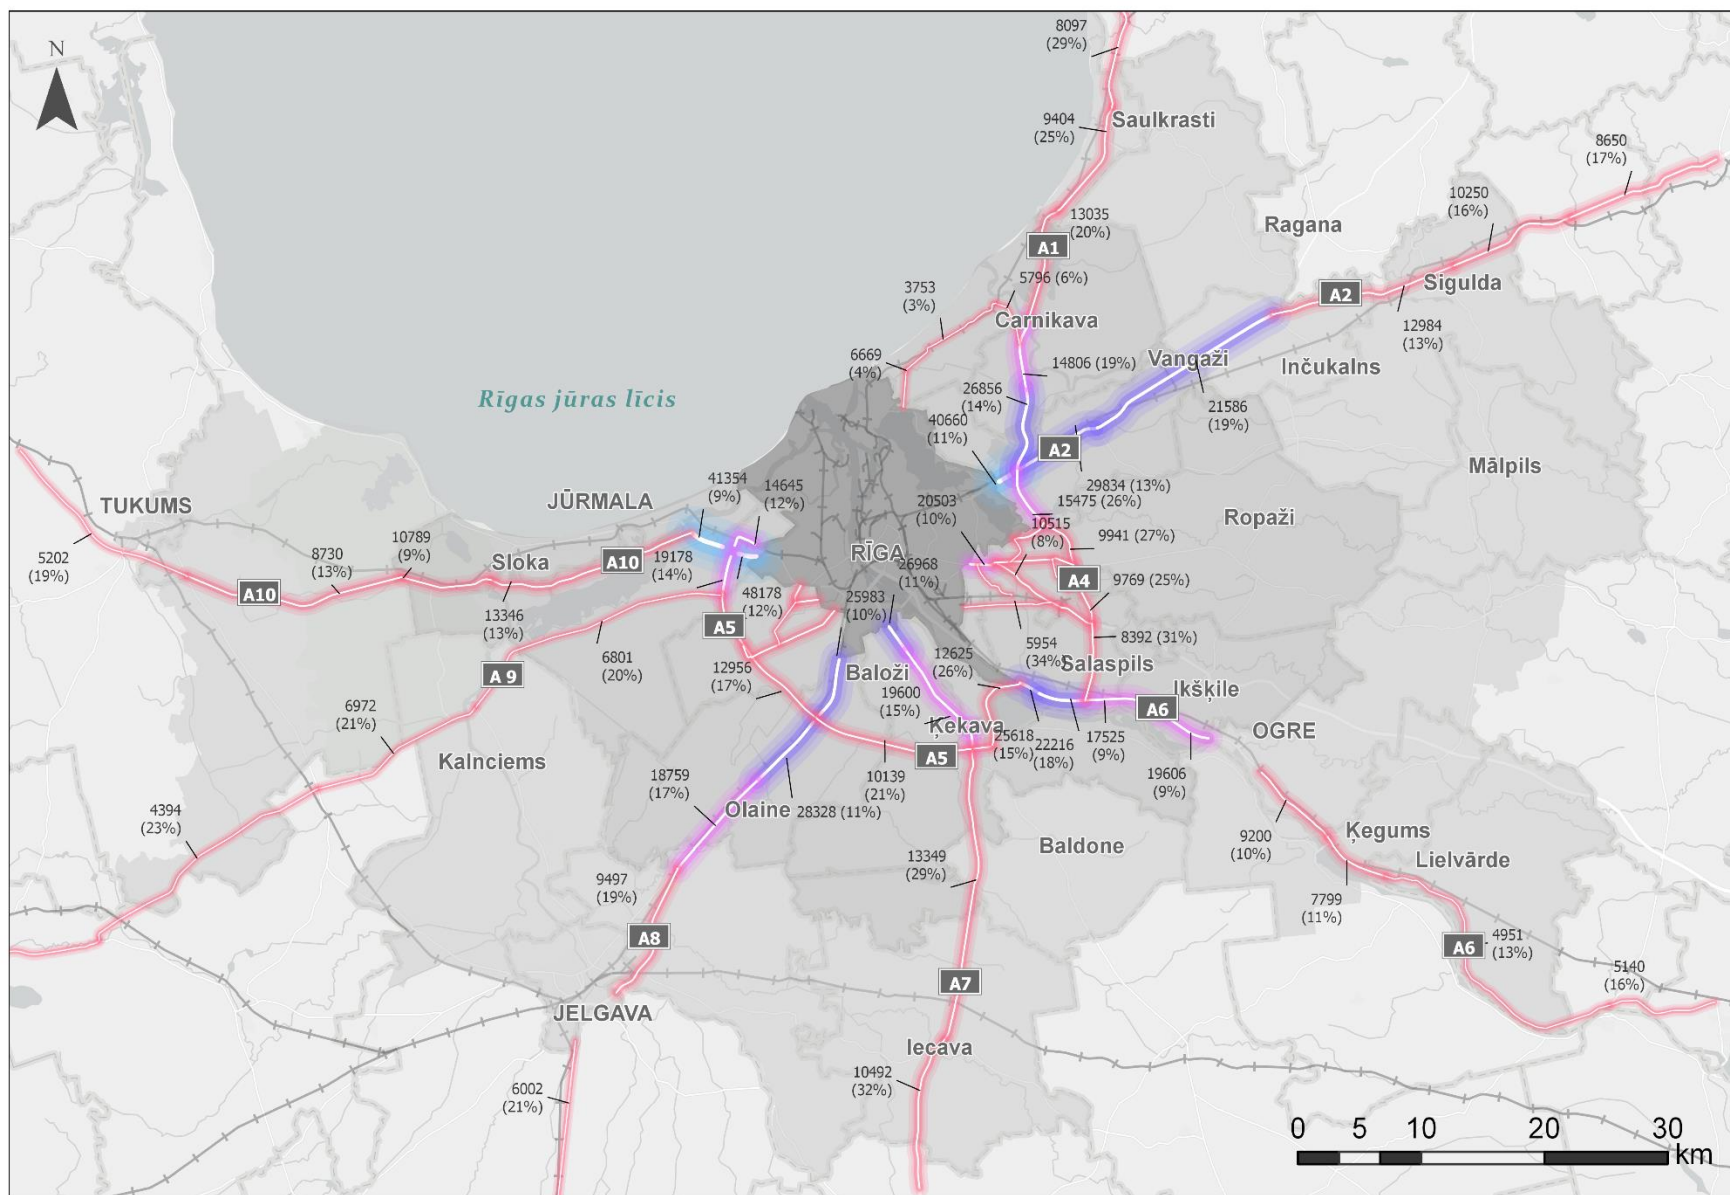 8097
(29%)
N
9404
(25%)
Saulkrasti
8650
(17%)
10250
(16%)
13035
(20%)
Ragana
A1
5796 (6%)
3753
(3%)
A2
Sigulda
Carnikava
12984
(13%)
6669
(4%)
14806 (19%)
Vangaži
Inčukalns
Rīgas jūras līcis
26856
(14%)
21586
(19%)
40660
(11%)
A2
Mālpils
29834 (13%)
41354
(9%)
14645
(12%)
JŪRMALA
TUKUMS
20503
(10%)
15475 (26%)
10515
(8%)
Ropaži
9941 (27%)
5202
(19%)
8730
(13%)
10789
(9%)
Sloka
A10
19178
(14%)
RĪGA
26968
(11%)
A4
9769 (25%)
A10
13346
(13%)
48178
(12%)
25983
(10%)
A5
6801
(20%)
12956
(17%)
Baloži
12625
(26%)
5954
(34%)
8392 (31%)
Salaspils
A 9
19600
(15%)
Ikšķile
A6
6972
(21%)
Ķekava
25618
(15%)
22216
(18%)
17525
(9%)
OGRE
Kalnciems
A5
10139
(21%)
19606
(9%)
18759
(17%)
Olaine
28328 (11%)
4394
(23%)
9200
(10%)
Ķegums
Baldone
Lielvārde
13349
(29%)
9497
(19%)
7799
(11%)
A8
A6
4951
(13%)
A7
5140
(16%)
JELGAVA
Iecava
10492
(32%)
6002
(21%)
0 5 10 20 30
km